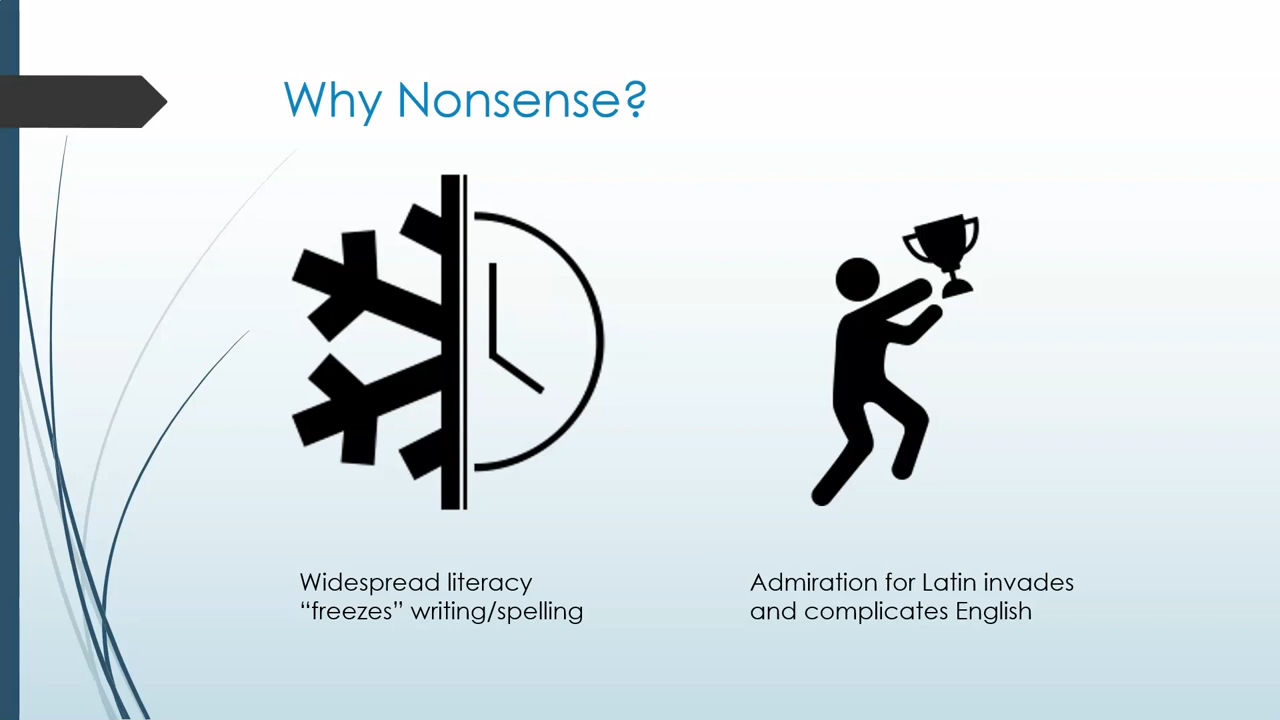 Why Nonsense?
Widespread literacy
“freezes” writing/spelling
Admiration for Latin invades
and complicates English